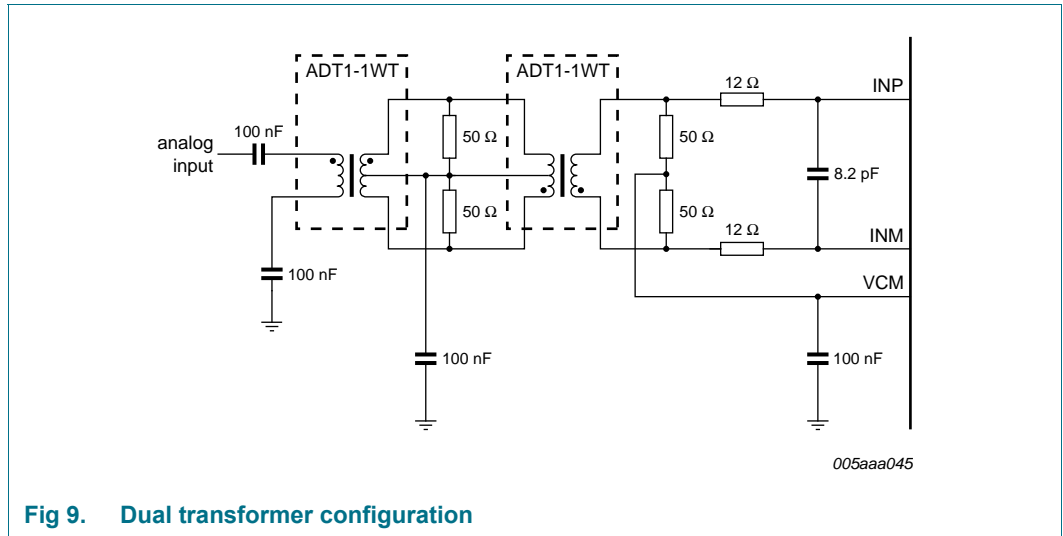 ADT1-1WT
ADT1-1WT
12 Ω
INP
100 nF
analog
input
50 Ω
50 Ω
8.2 pF
50 Ω
50 Ω
12 Ω
INM
VCM
100 nF
100 nF
100 nF
005aaa045
Fig 9. Dual transformer configuration